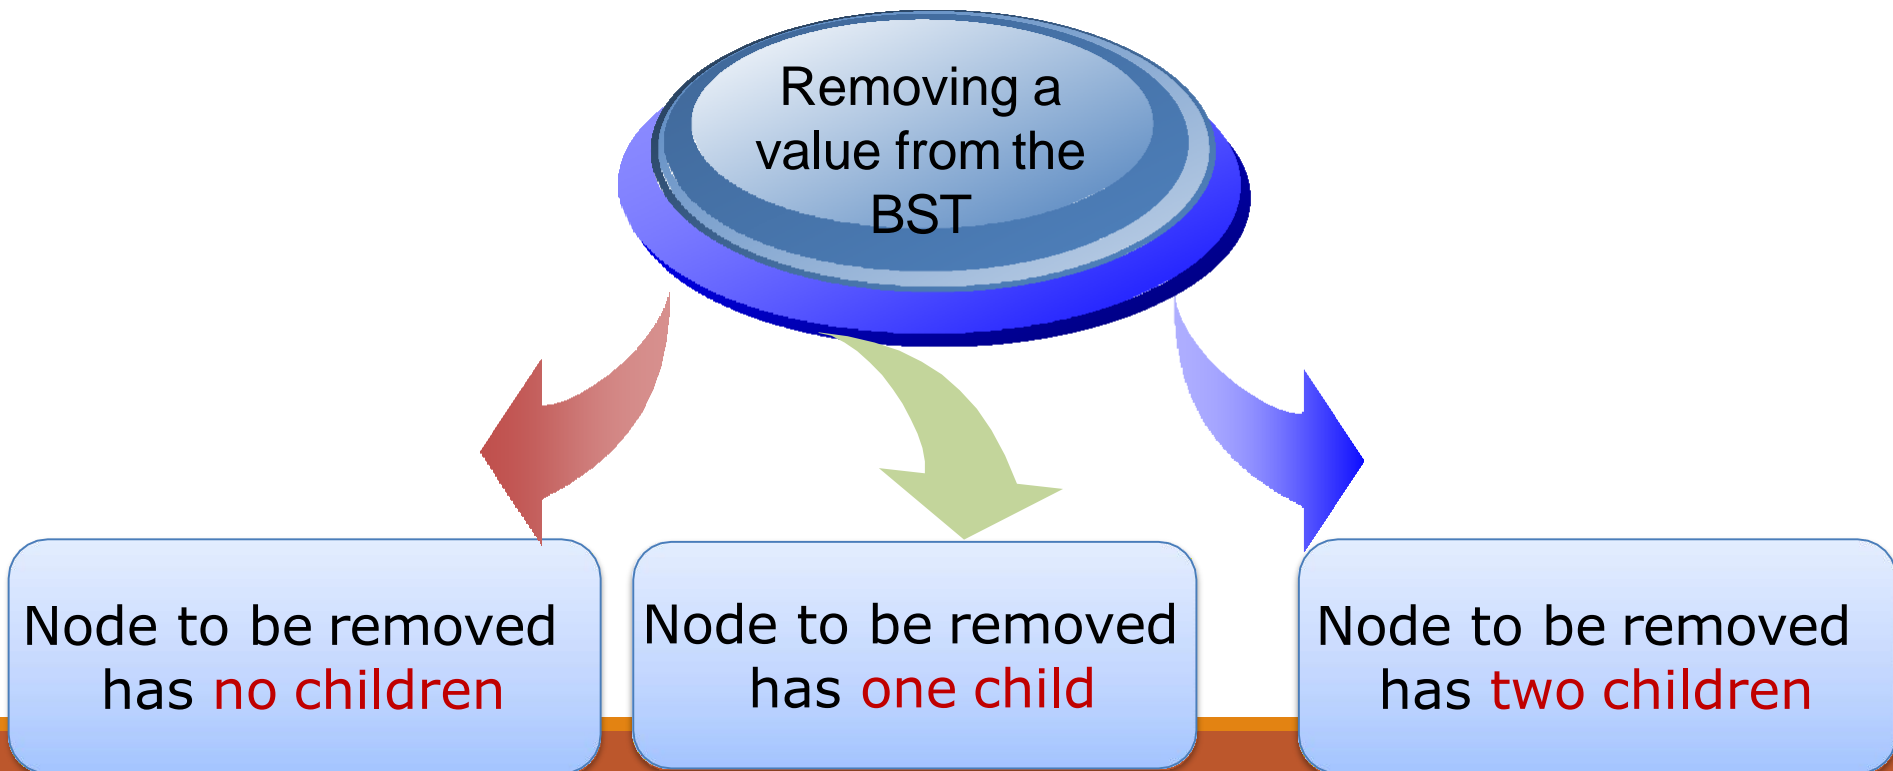 Removing a
value from the
BST
Node to be removed
has no children
Node to be removed
has one child
Node to be removed
has two children